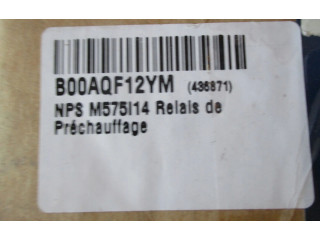 B00AQF12YM (436871)
NPS M575I14 Relais de
Préchauffage